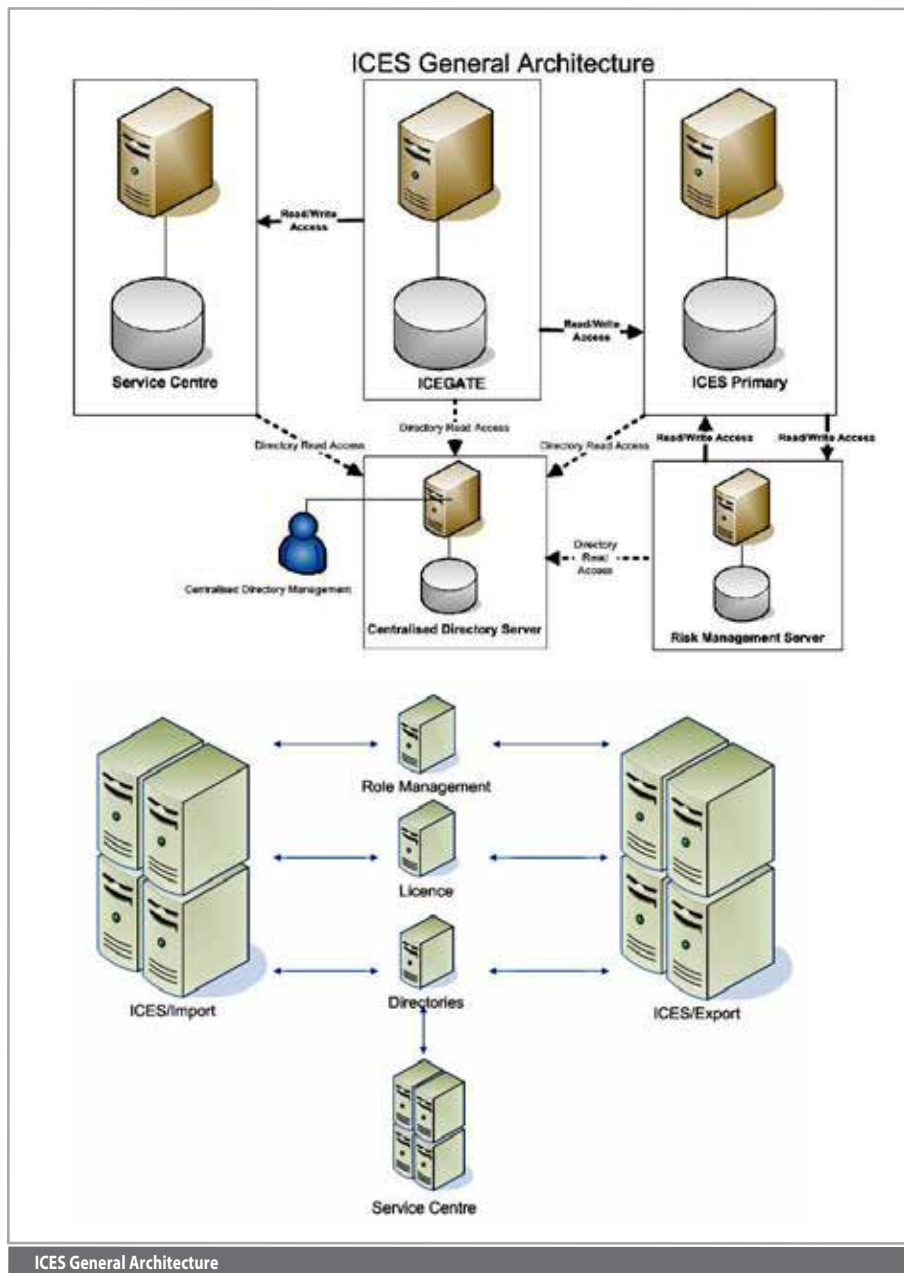 ICES General Architecture
Read/Write
Access
Read/Write
Access
Service Centre
ICEGATE
ICES Primary
Directory Read Access
Directory Read Access
Directory Read Access
Read/Write Access
Read/Write Access
Directory
Read
Access
Centralised Directory Management
Centralised Directory Server
Risk Management Server
Role Management
Licence
Directories
ICES/Import
ICES/Export
Service Centre
ICES General Architecture